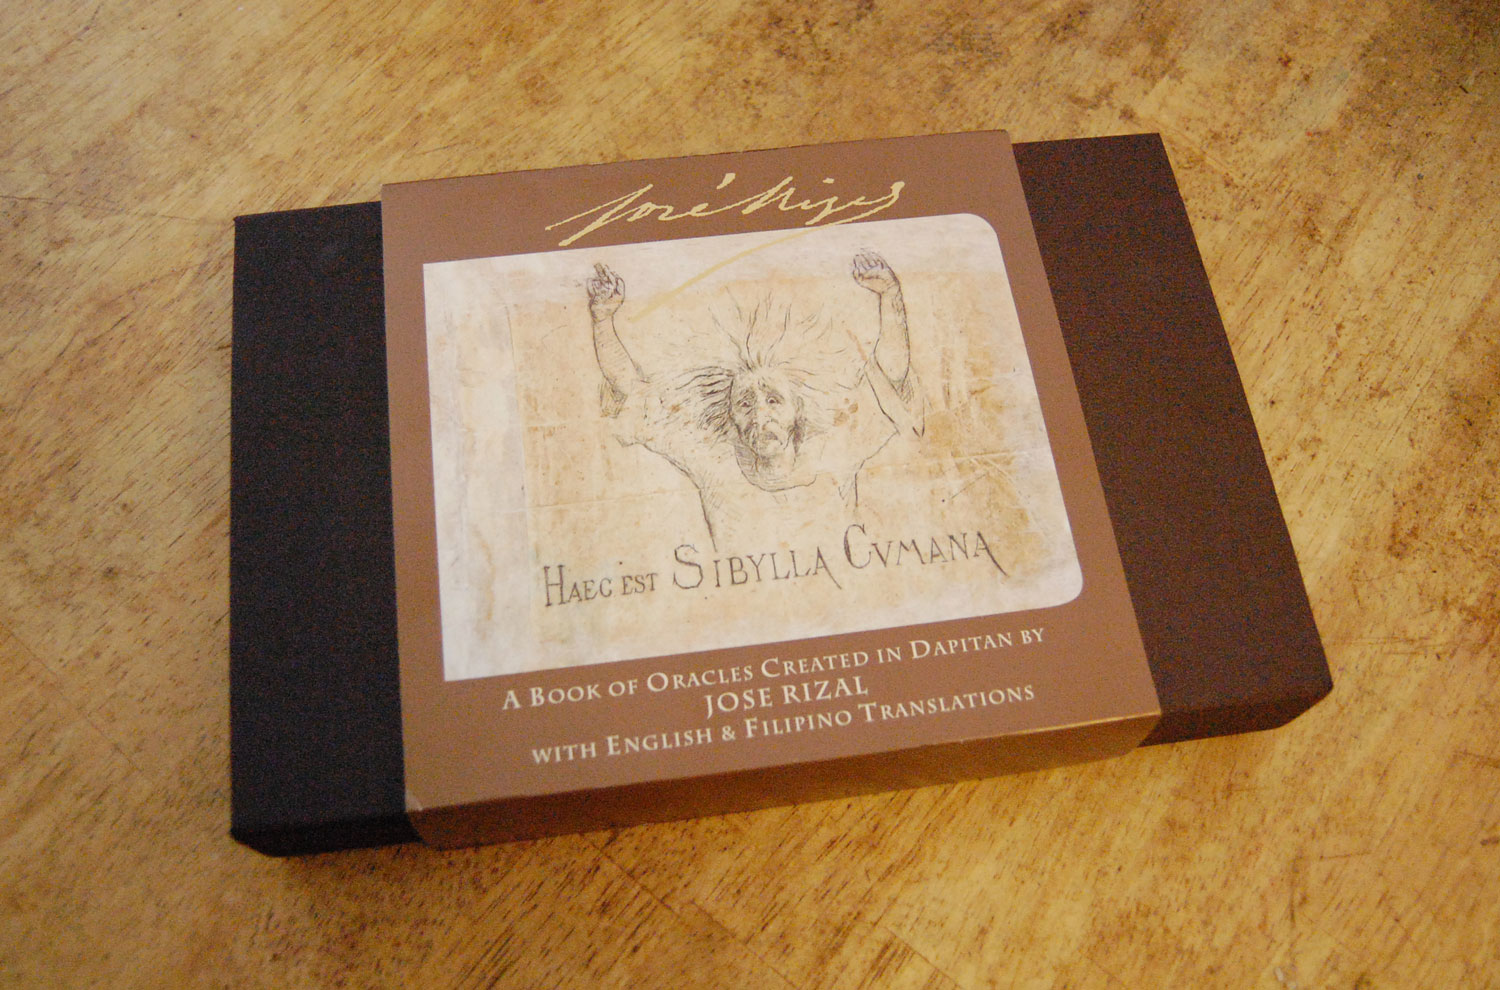 José Rizal
HAEC EST SIBYLLA CVMANA
A BOOK OF ORACLES CREATED IN DAPITAN BY
JOSE RIZAL
WITH ENGLISH & FILIPINO TRANSLATIONS